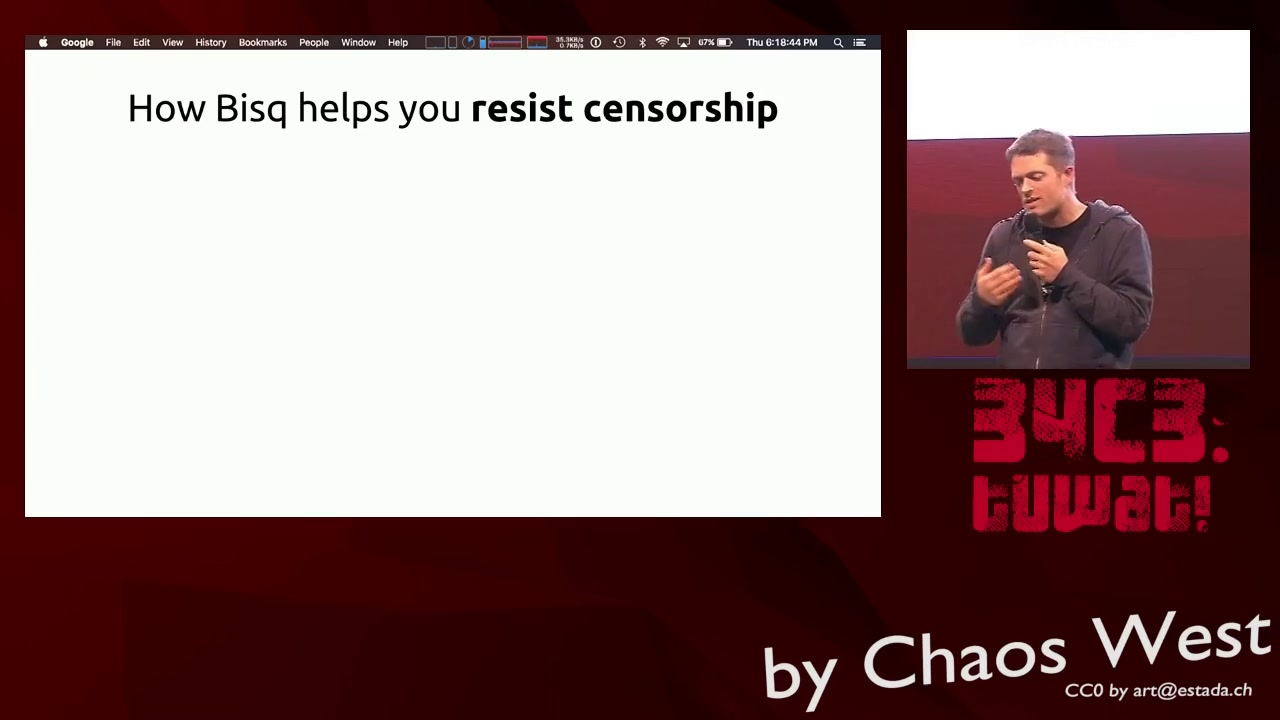 Google File Edit View History Bookmarks People Window Help 35.3KB/s 0.7KB/s 67% Thu 6:18:44 PM
How Bisq helps you resist censorship
34C3:
tuwat!
by Chaos West
CC0 by art@estada.ch